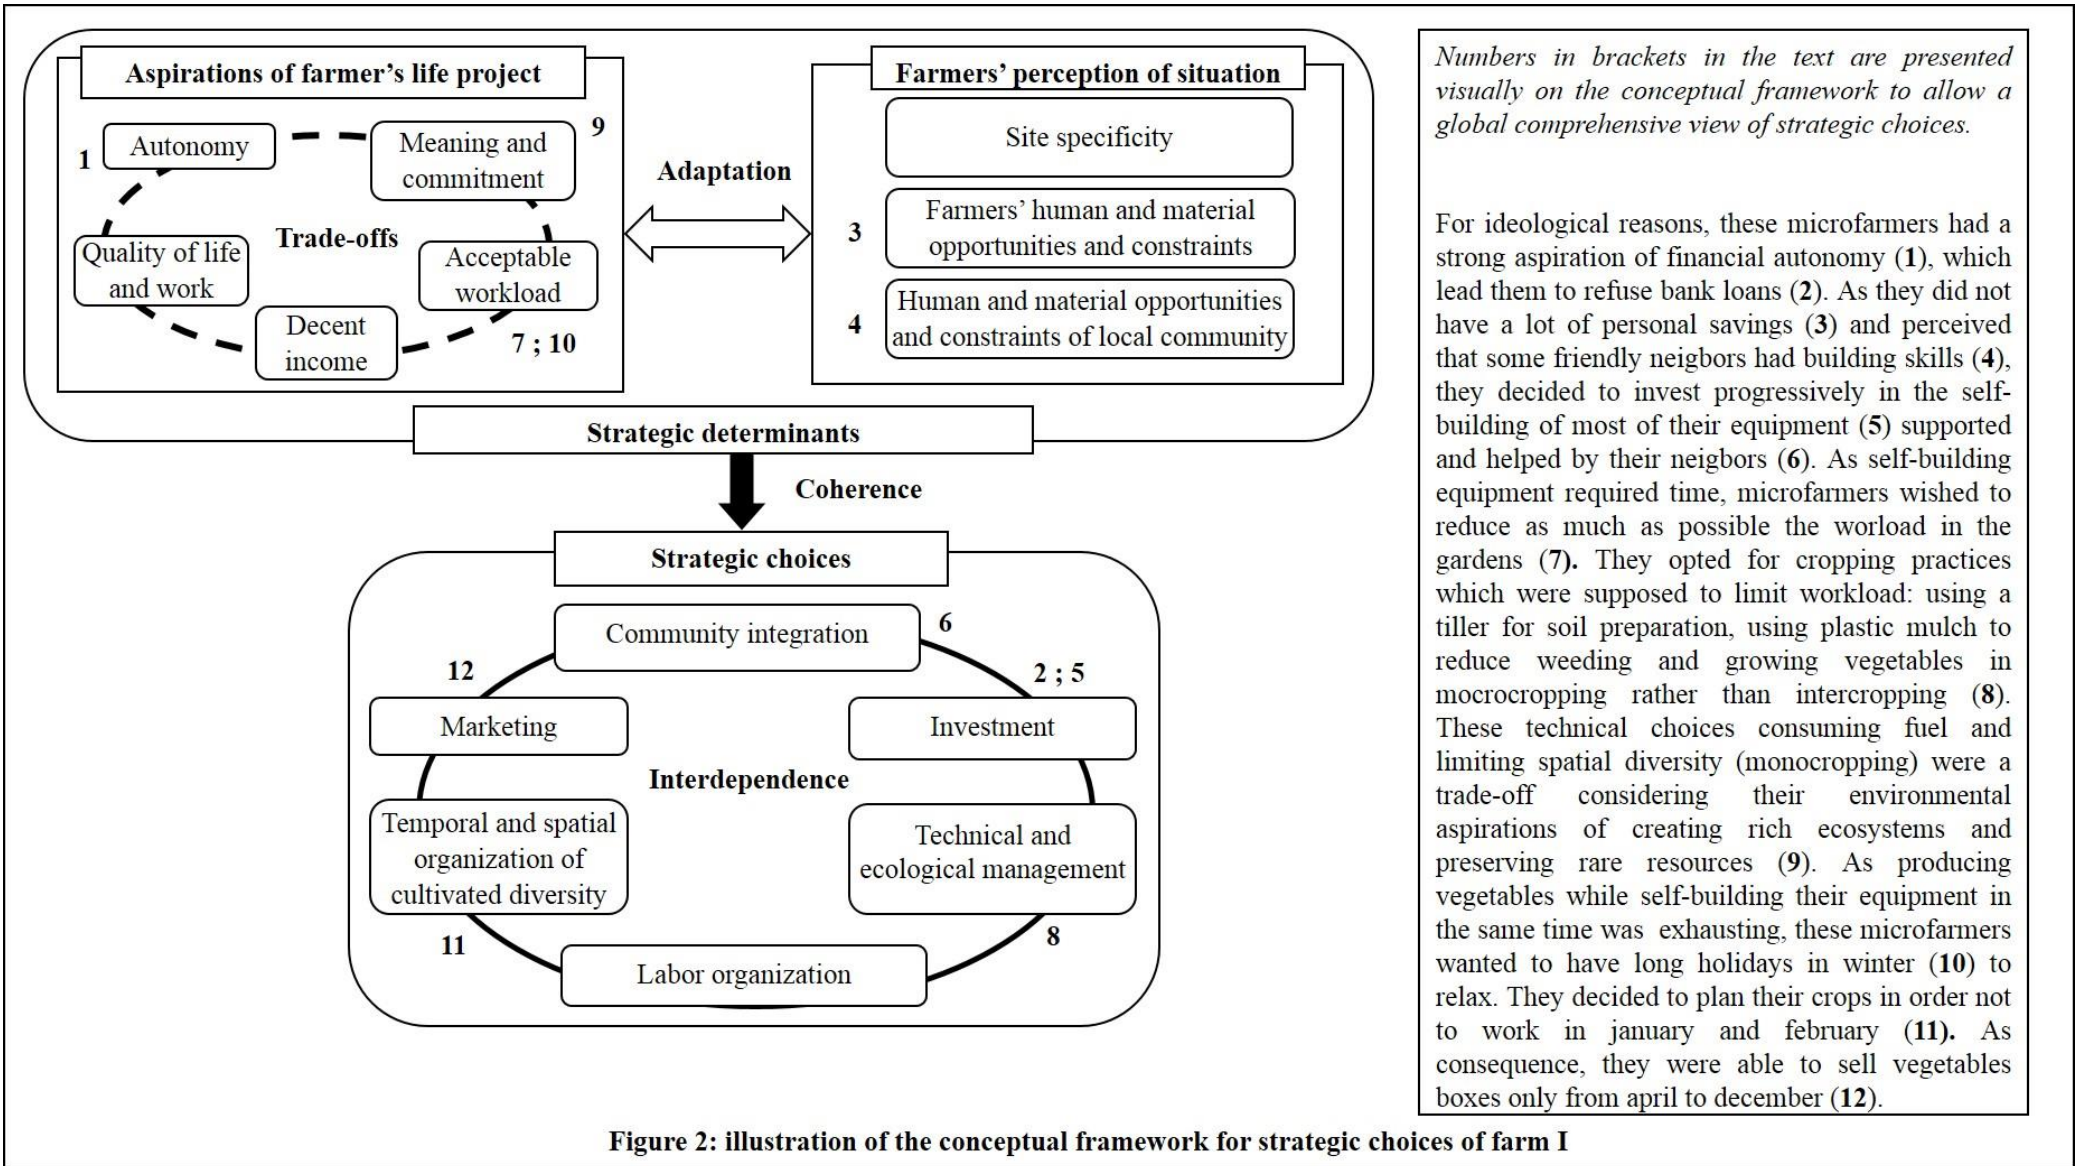 Aspirations of farmer's life project
Autonomy
1
Meaning and
commitment
9
Trade-offs
Quality of life
and work
Acceptable
workload
Decent
income
7 ; 10
Adaptation
Farmers' perception of situation
Site specificity
3
Farmers' human and material
opportunities and constraints
4
Human and material opportunities
and constraints of local community
Strategic determinants
Coherence
Strategic choices
Community integration
6
12
2 ; 5
Marketing
Investment
Interdependence
Temporal and spatial
organization of
cultivated diversity
Technical and
ecological management
11
8
Labor organization
Numbers in brackets in the text are presented
visually on the conceptual framework to allow a
global comprehensive view of strategic choices.
For ideological reasons, these microfarmers had a
strong aspiration of financial autonomy (1), which
lead them to refuse bank loans (2). As they did not
have a lot of personal savings (3) and perceived
that some friendly neigbors had building skills (4),
they decided to invest progressively in the self-
building of most of their equipment (5) supported
and helped by their neigbors (6). As self-building
equipment required time, microfarmers wished to
reduce as much as possible the worload in the
gardens (7). They opted for cropping practices
which were supposed to limit workload: using a
tiller for soil preparation, using plastic mulch to
reduce weeding and growing vegetables in
mocrocropping rather than intercropping (8).
These technical choices consuming fuel and
limiting spatial diversity (monocropping) were a
trade-off considering their environmental
aspirations of creating rich ecosystems and
preserving rare resources (9). As producing
vegetables while self-building their equipment in
the same time was exhausting, these microfarmers
wanted to have long holidays in winter (10) to
relax. They decided to plan their crops in order not
to work in january and february (11). As
consequence, they were able to sell vegetables
boxes only from april to december (12).
Figure 2: illustration of the conceptual framework for strategic choices of farm I